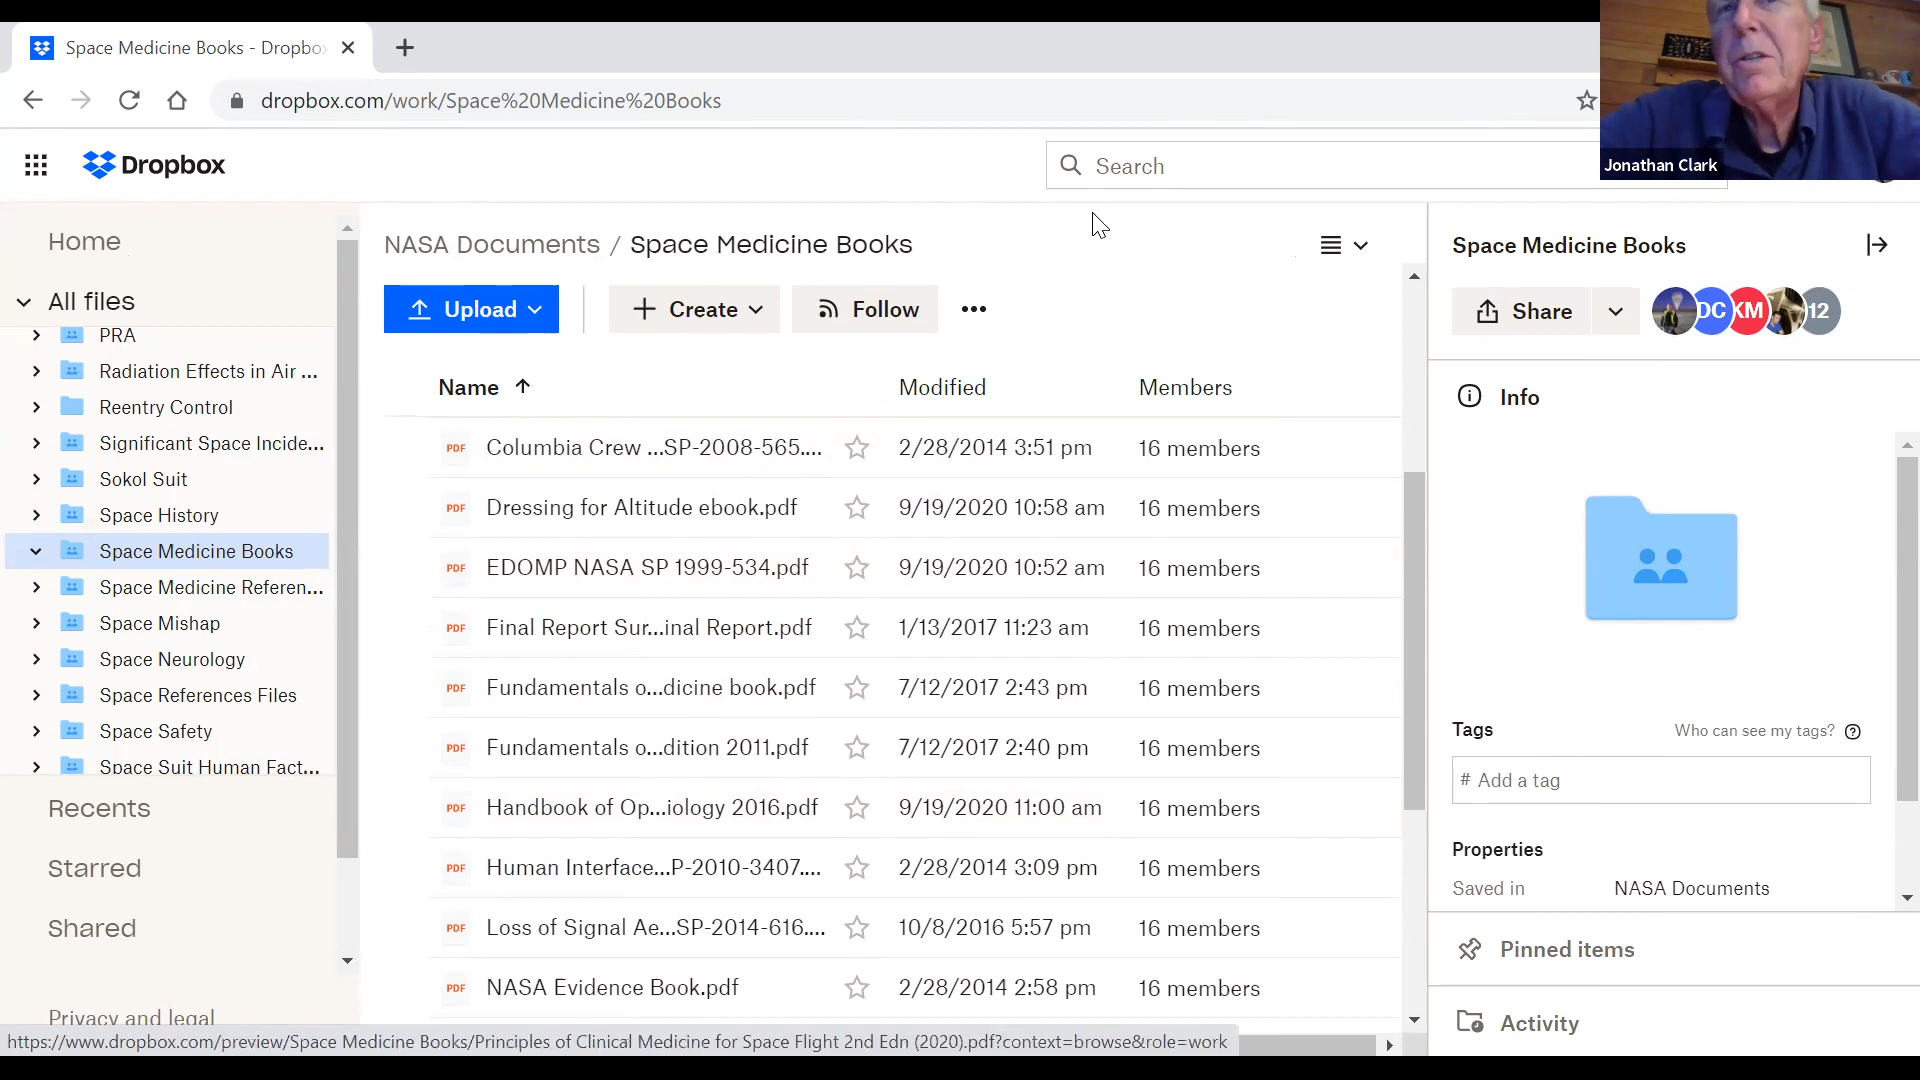 Space Medicine Books - Dropbo
dropbox.com/work/Space%20Medicine%20Books
Jonathan Clark
Dropbox
Search
Home
All files
PRA
Radiation Effects in Air ...
Reentry Control
Significant Space Incide...
Sokol Suit
Space History
Space Medicine Books
Space Medicine Referen...
Space Mishap
Space Neurology
Space References Files
Space Safety
Space Suit Human Fact...
Recents
Starred
Shared
Privacy and legal
NASA Documents / Space Medicine Books
Upload
Create
Follow
Name Modified Members
PDF Columbia Crew ...SP-2008-565.... 2/28/2014 3:51 pm 16 members
PDF Dressing for Altitude ebook.pdf 9/19/2020 10:58 am 16 members
PDF EDOMP NASA SP 1999-534.pdf 9/19/2020 10:52 am 16 members
PDF Final Report Sur...inal Report.pdf 1/13/2017 11:23 am 16 members
PDF Fundamentals o...dicine book.pdf 7/12/2017 2:43 pm 16 members
PDF Fundamentals o...dition 2011.pdf 7/12/2017 2:40 pm 16 members
PDF Handbook of Op...iology 2016.pdf 9/19/2020 11:00 am 16 members
PDF Human Interface...P-2010-3407.... 2/28/2014 3:09 pm 16 members
PDF Loss of Signal Ae...SP-2014-616.... 10/8/2016 5:57 pm 16 members
PDF NASA Evidence Book.pdf 2/28/2014 2:58 pm 16 members
Space Medicine Books
Share
DC KM 12
Info
Tags Who can see my tags?
# Add a tag
Properties
Saved in NASA Documents
Pinned items
Activity
https://www.dropbox.com/preview/Space Medicine Books/Principles of Clinical Medicine for Space Flight 2nd Edn (2020).pdf?context=browse&role=work